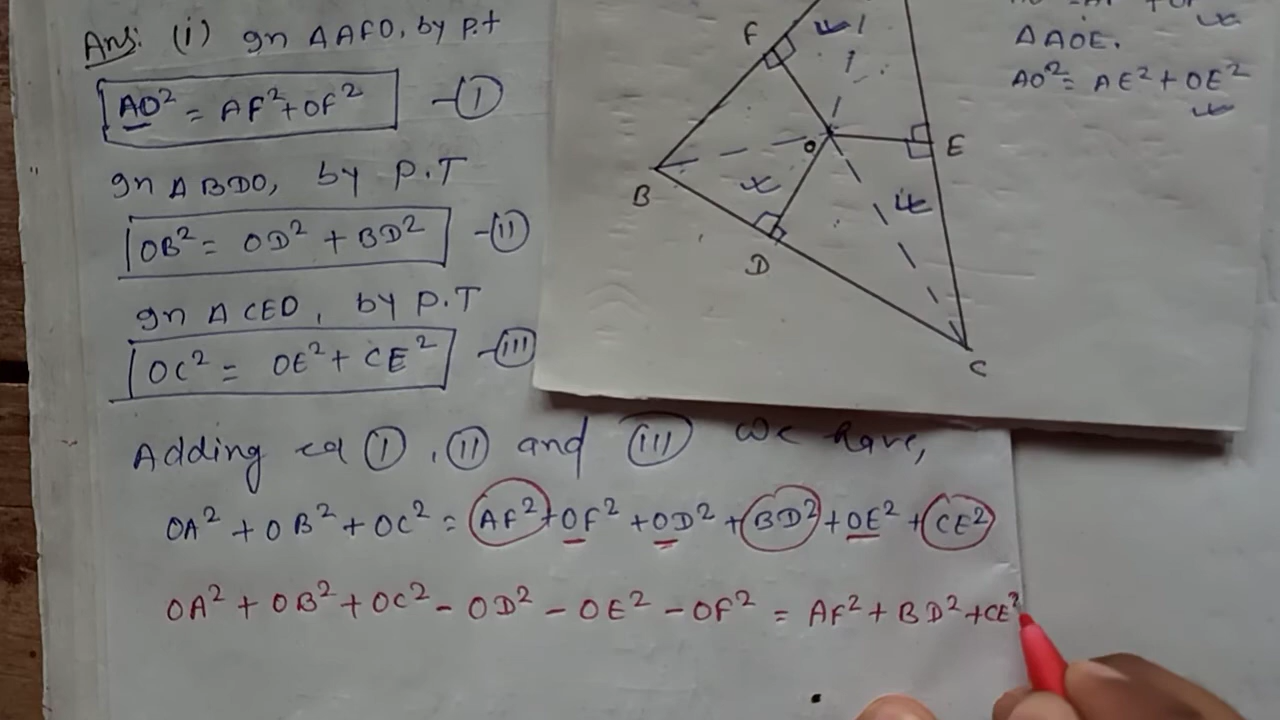 Ans: (i) In ΔAFO, by P.T
AO² = AF² + OF² -(I)
In ΔBDO, by P.T
OB² = OD² + BD² -(II)
In ΔCEO, by P.T
OC² = OE² + CE² -(III)
Adding eq (I), (II) and (III) we have,
OA² + OB² + OC² = AF² + OF² + OD² + BD² + OE² + CE²
OA² + OB² + OC² - OD² - OE² - OF² = AF² + BD² + CE²
F
B
O
E
D
C
ΔAOE.
AO² = AE² + OE²